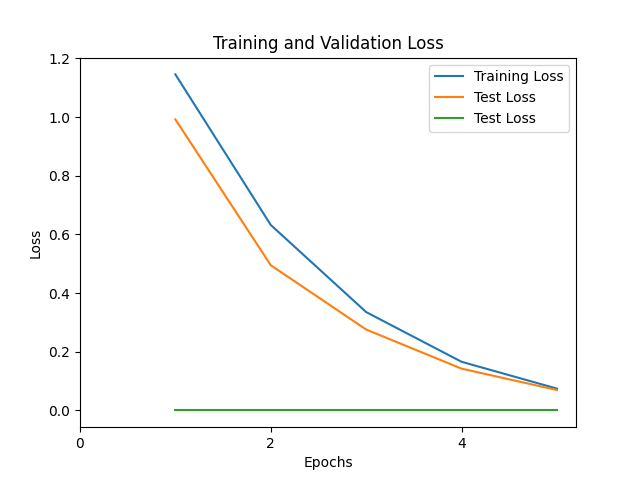 Training and Validation Loss
Training Loss
Test Loss
Test Loss
1.2
1.0
0.8
0.6
0.4
0.2
0.0
Loss
0 2 4
Epochs